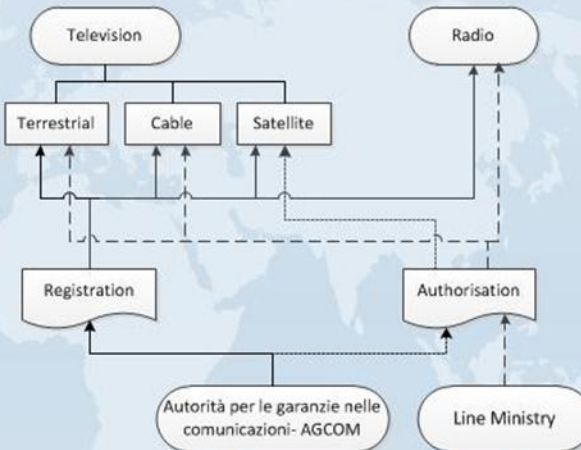 Television
Radio
Terrestrial
Cable
Satellite
Registration
Authorisation
Autorità per le garanzie nelle
comunicazioni- AGCOM
Line Ministry